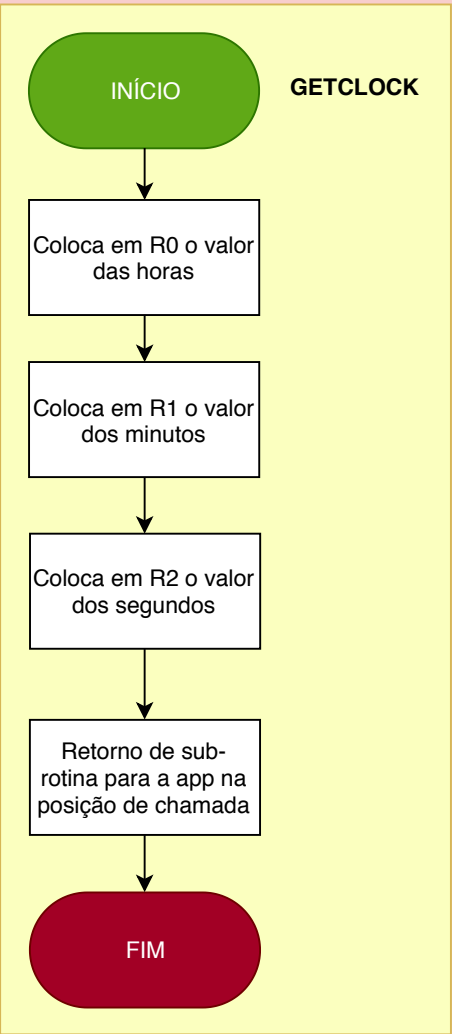 INÍCIO
GETCLOCK
Coloca em R0 o valor
das horas
Coloca em R1 o valor
dos minutos
Coloca em R2 o valor
dos segundos
Retorno de sub-
rotina para a app na
posição de chamada
FIM